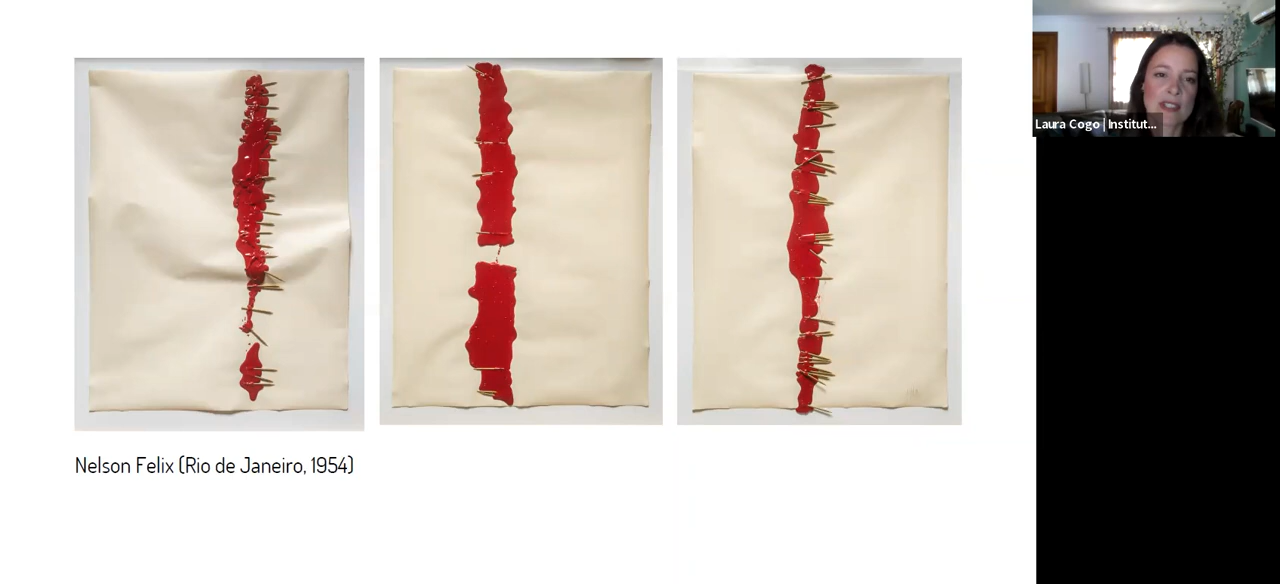 Laura Cogo | Institut...
Nelson Felix (Rio de Janeiro, 1954)